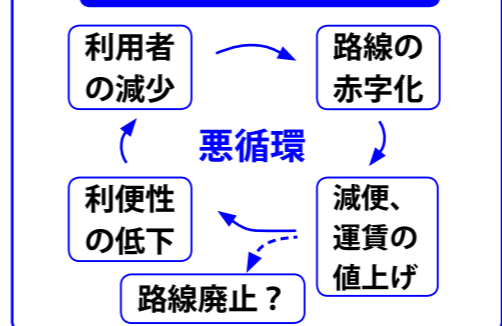 利用者
の減少
路線の
赤字化
悪循環
利便性
の低下
減便、
運賃の
値上げ
路線廃止？